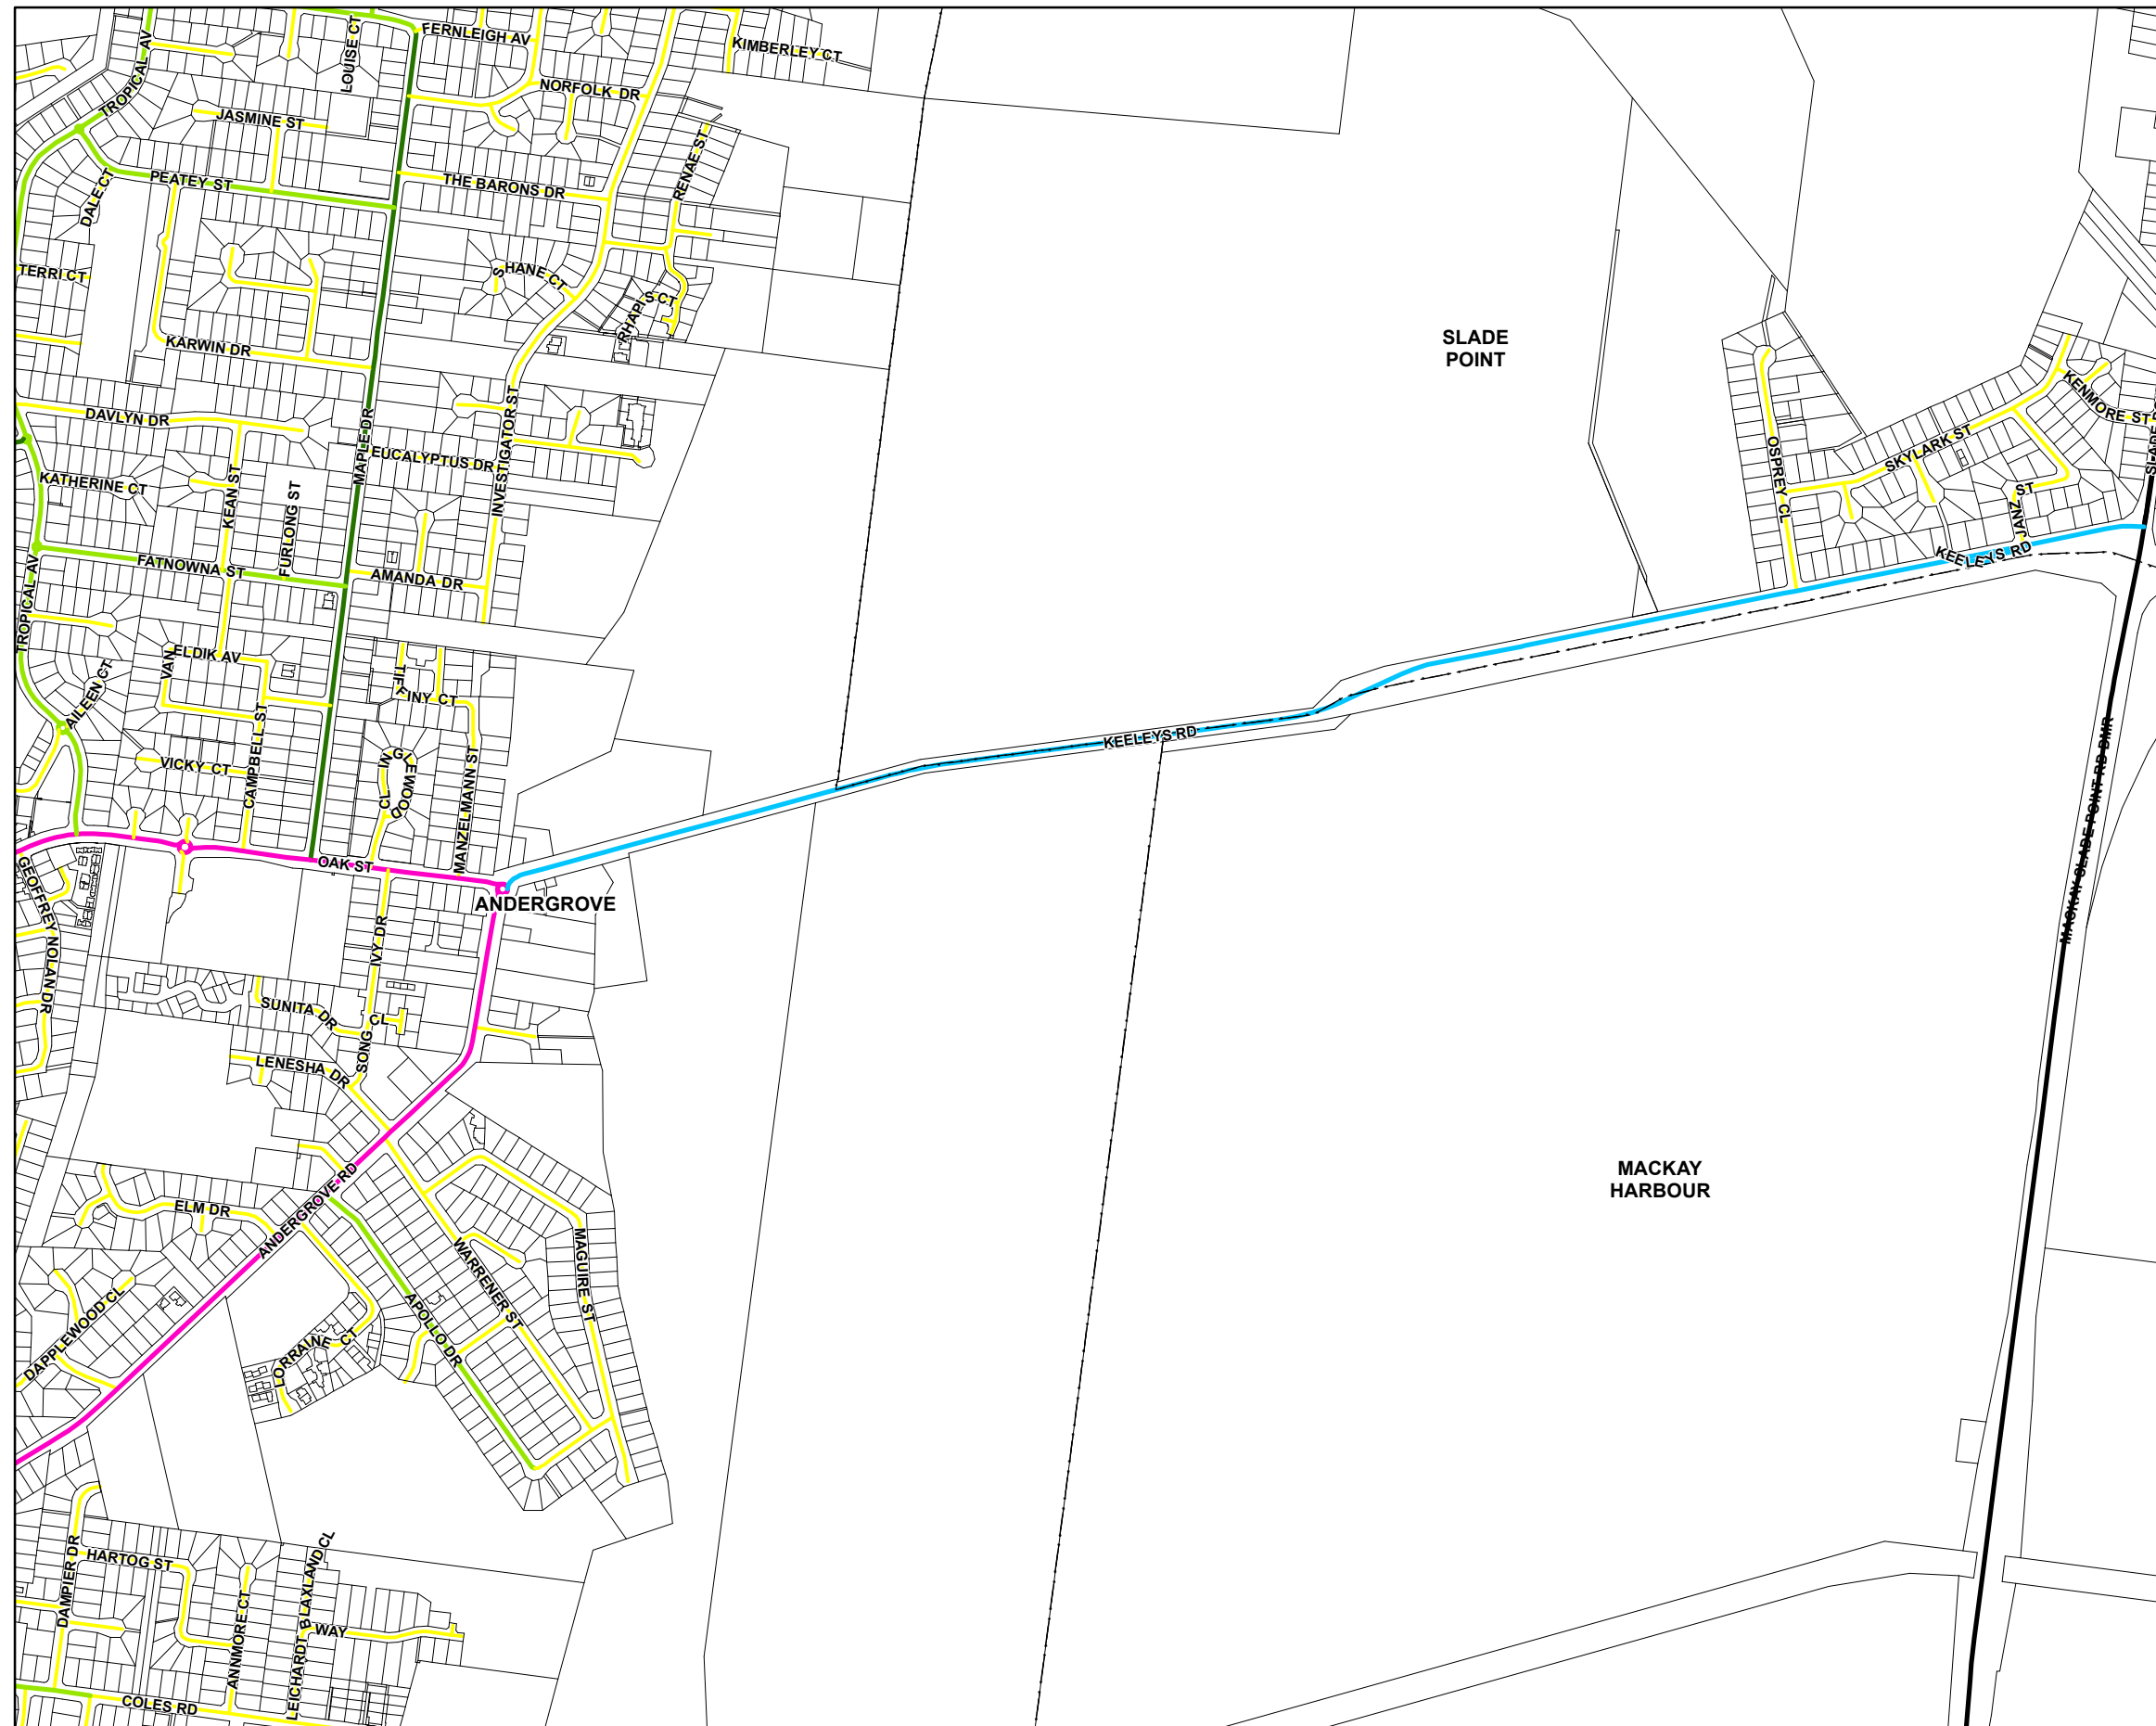 FERNLEIGH AV
KIMBERLEY CT
LOUISE CT
TROPICAL AV
NORFOLK DR
JASMINE ST
RENAE ST
PEATEY ST
THE BARONS DR
DALE CT
TERRI CT
SHANE CT
RHAPIS CT
KARWIN DR
SLADE
POINT
DAVLYN DR
MAPLE DR
INVESTIGATOR ST
EUCALYPTUS DR
KATHERINE CT
KEAN ST
FURLONG ST
KENMORE ST
SKYLARK ST
OSPREY CL
JANZ ST
SLADE
KEELEYS RD
FATNOWNA ST
AMANDA DR
TROPICAL AV
VAN ELDIK AV
AILEEN CT
TIFFINY CT
CAMPBELL ST
VICKY CT
INGLEWOOD CL
MANZELMANN ST
KEELEYS RD
MACKAY SLADE POINT RD DMR
OAK ST
ANDERGROVE
GEOFFREY NOLAN DR
IVY DR
SUNITA DR
SONG CL
LENESHA DR
MACKAY
HARBOUR
ELM DR
ANDERGROVE RD
WARRENER ST
MAGUIRE ST
DAPPLEWOOD CL
LORRAINE CT
APOLLO DR
HARTOG ST
DAMPIER DR
ANNMORE CT
BLAXLAND CL
LEICHARDT WAY
COLES RD